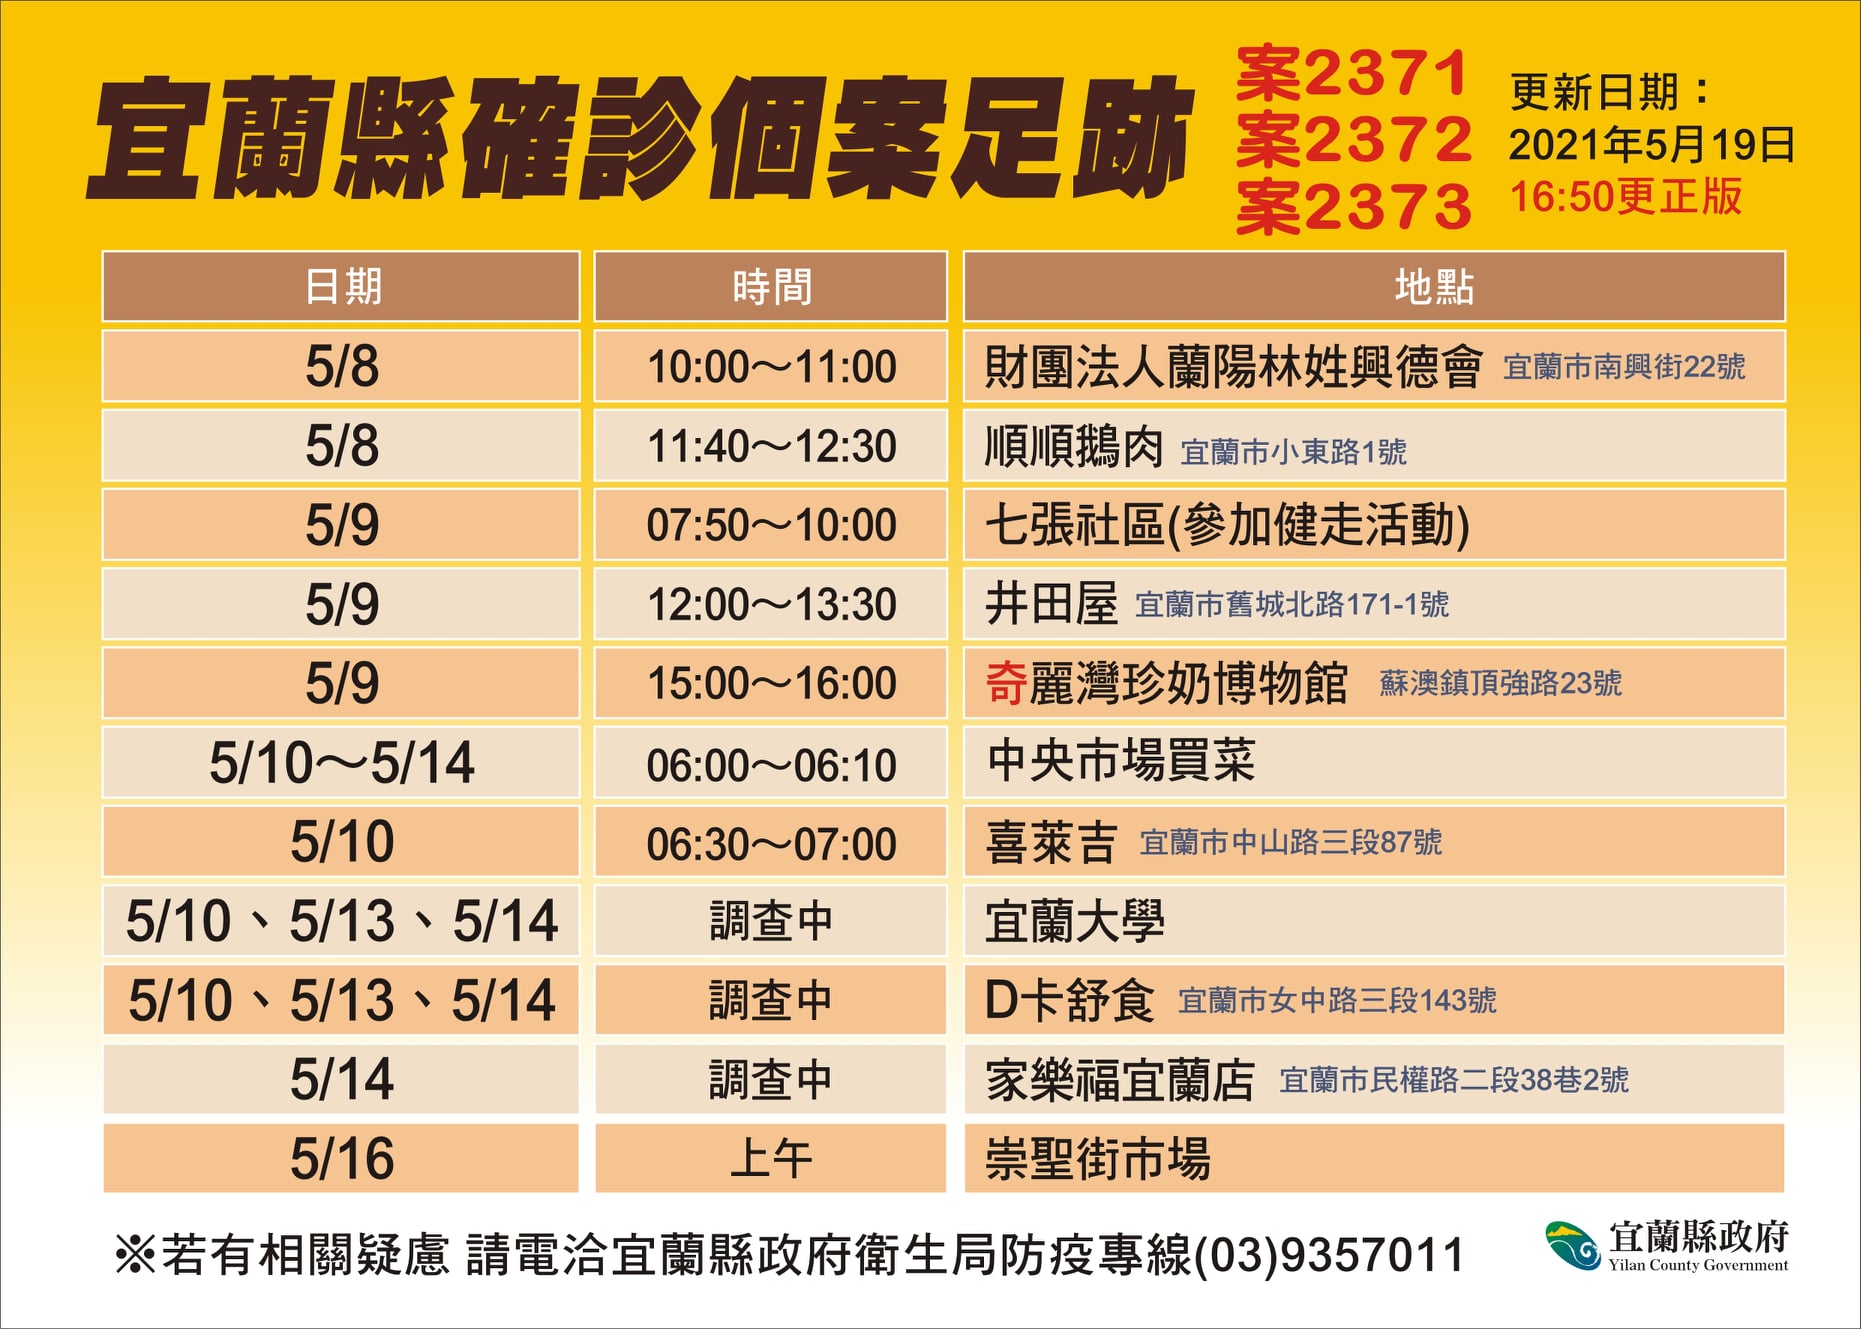 宜蘭縣確診個案足跡
案2371
案2372
案2373
更新日期：
2021年5月19日
16:50更正版
日期 時間 地點
5/8 10:00～11:00 財團法人蘭陽林姓興德會 宜蘭市南興街22號
5/8 11:40～12:30 順順鵝肉 宜蘭市小東路1號
5/9 07:50～10:00 七張社區(參加健走活動)
5/9 12:00～13:30 井田屋 宜蘭市舊城北路171-1號
5/9 15:00～16:00 奇麗灣珍奶博物館 蘇澳鎮頂強路23號
5/10～5/14 06:00～06:10 中央市場買菜
5/10 06:30～07:00 喜萊吉 宜蘭市中山路三段87號
5/10、5/13、5/14 調查中 宜蘭大學
5/10、5/13、5/14 調查中 D卡舒食 宜蘭市女中路三段143號
5/14 調查中 家樂福宜蘭店 宜蘭市民權路二段38巷2號
5/16 上午 崇聖街市場
※若有相關疑慮 請電洽宜蘭縣政府衛生局防疫專線(03)9357011
宜蘭縣政府
Yilan County Government